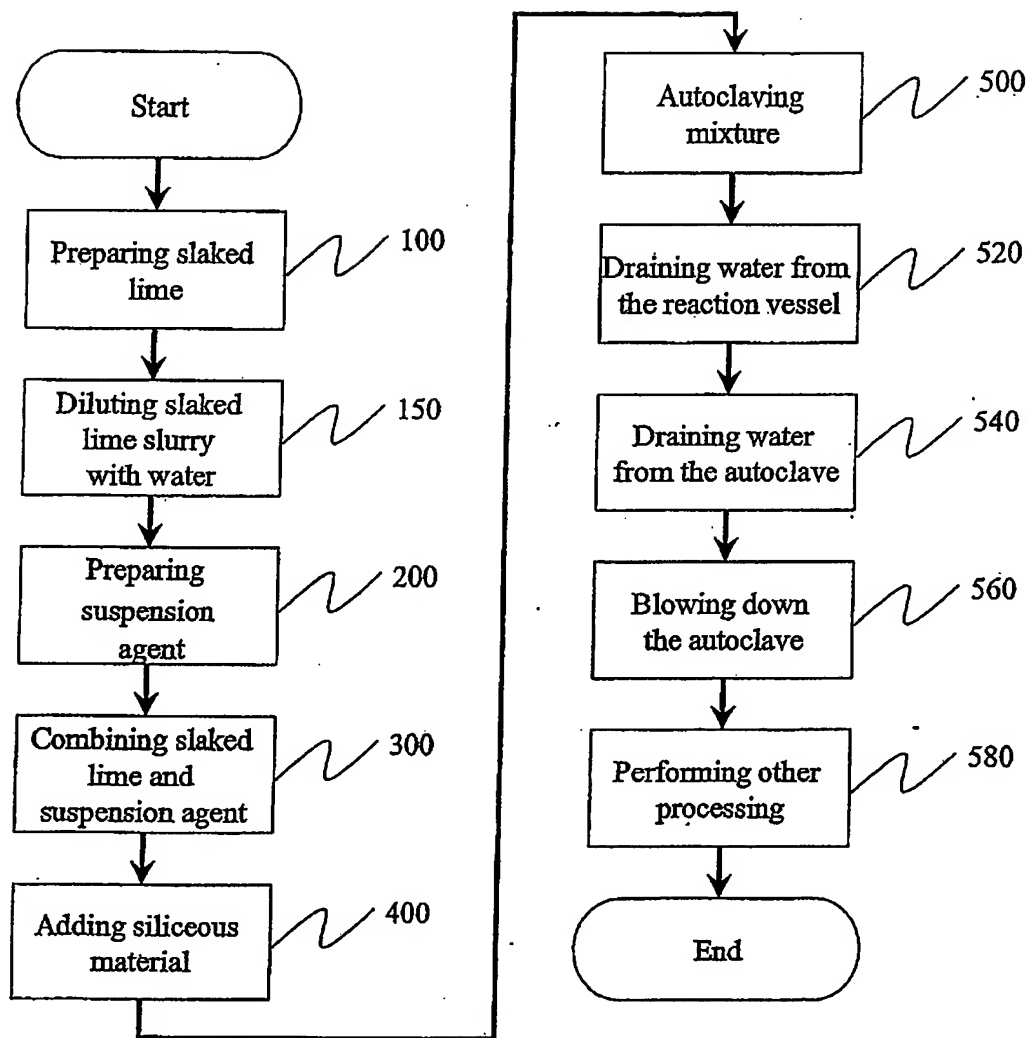 Start
Preparing slaked
lime
100
Diluting slaked
lime slurry
with water
150
Preparing
suspension
agent
200
Combining slaked
lime and
suspension agent
300
Adding siliceous
material
400
Autoclaving
mixture
500
Draining water from
the reaction vessel
520
Draining water
from the autoclave
540
Blowing down
the autoclave
560
Performing other
processing
580
End